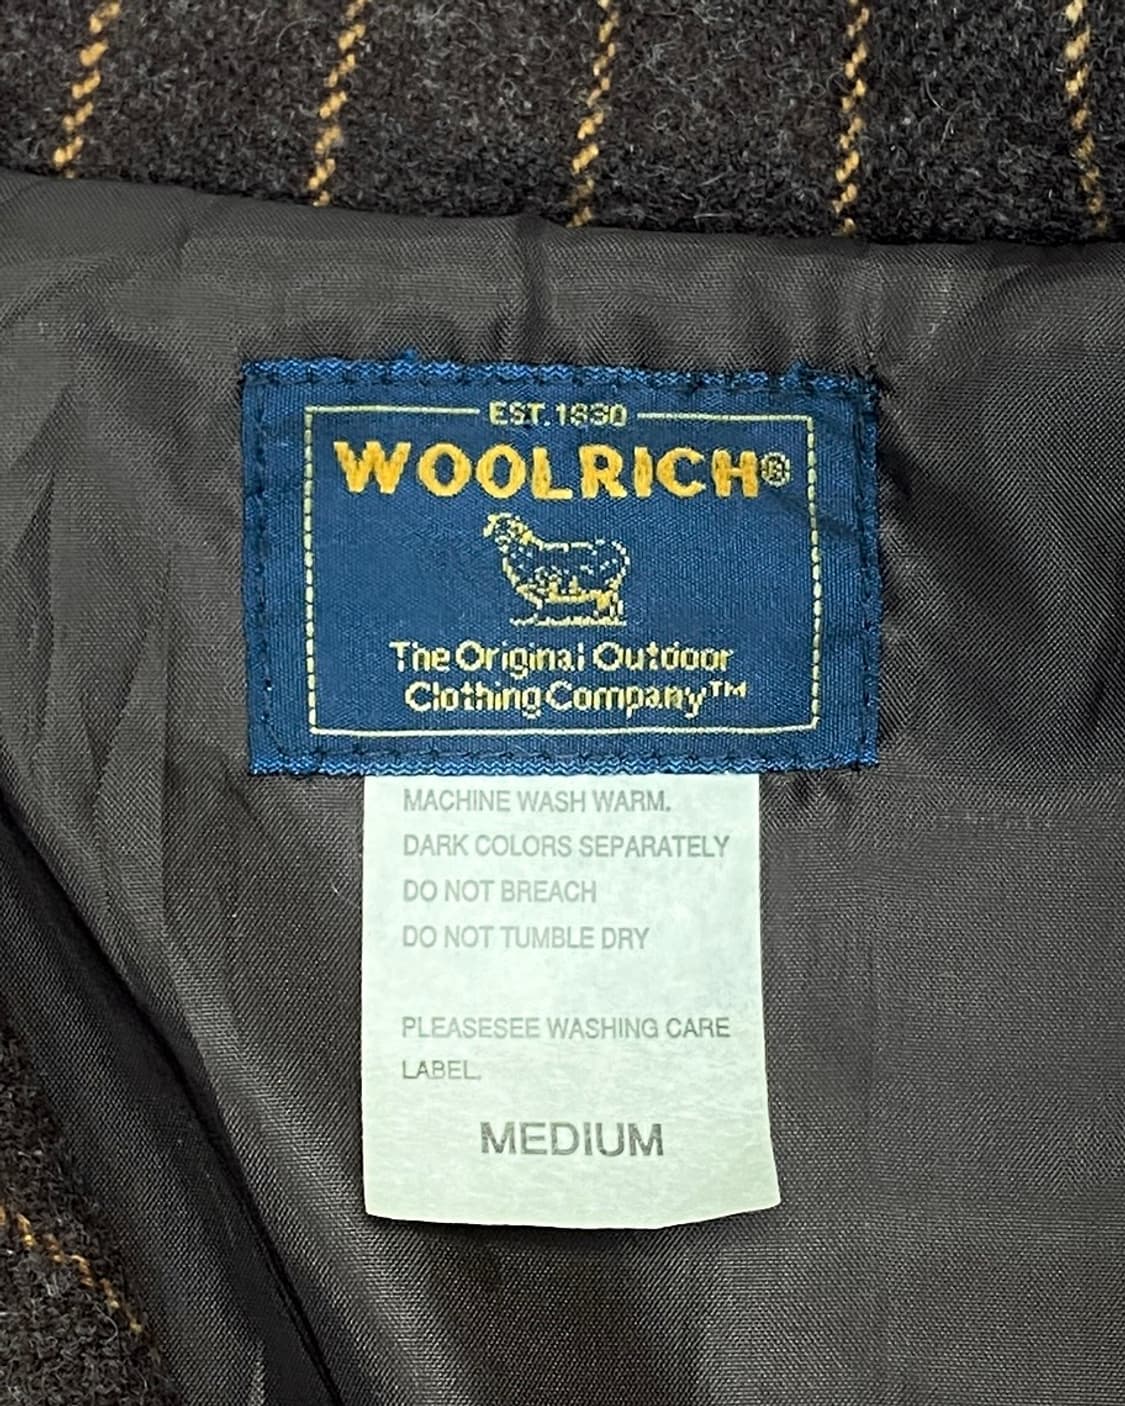 EST. 1830
WOOLRICH®
The Original Outdoor
Clothing Company™
MACHINE WASH WARM.
DARK COLORS SEPARATELY
DO NOT BREACH
DO NOT TUMBLE DRY
PLEASESEE WASHING CARE
LABEL.
MEDIUM